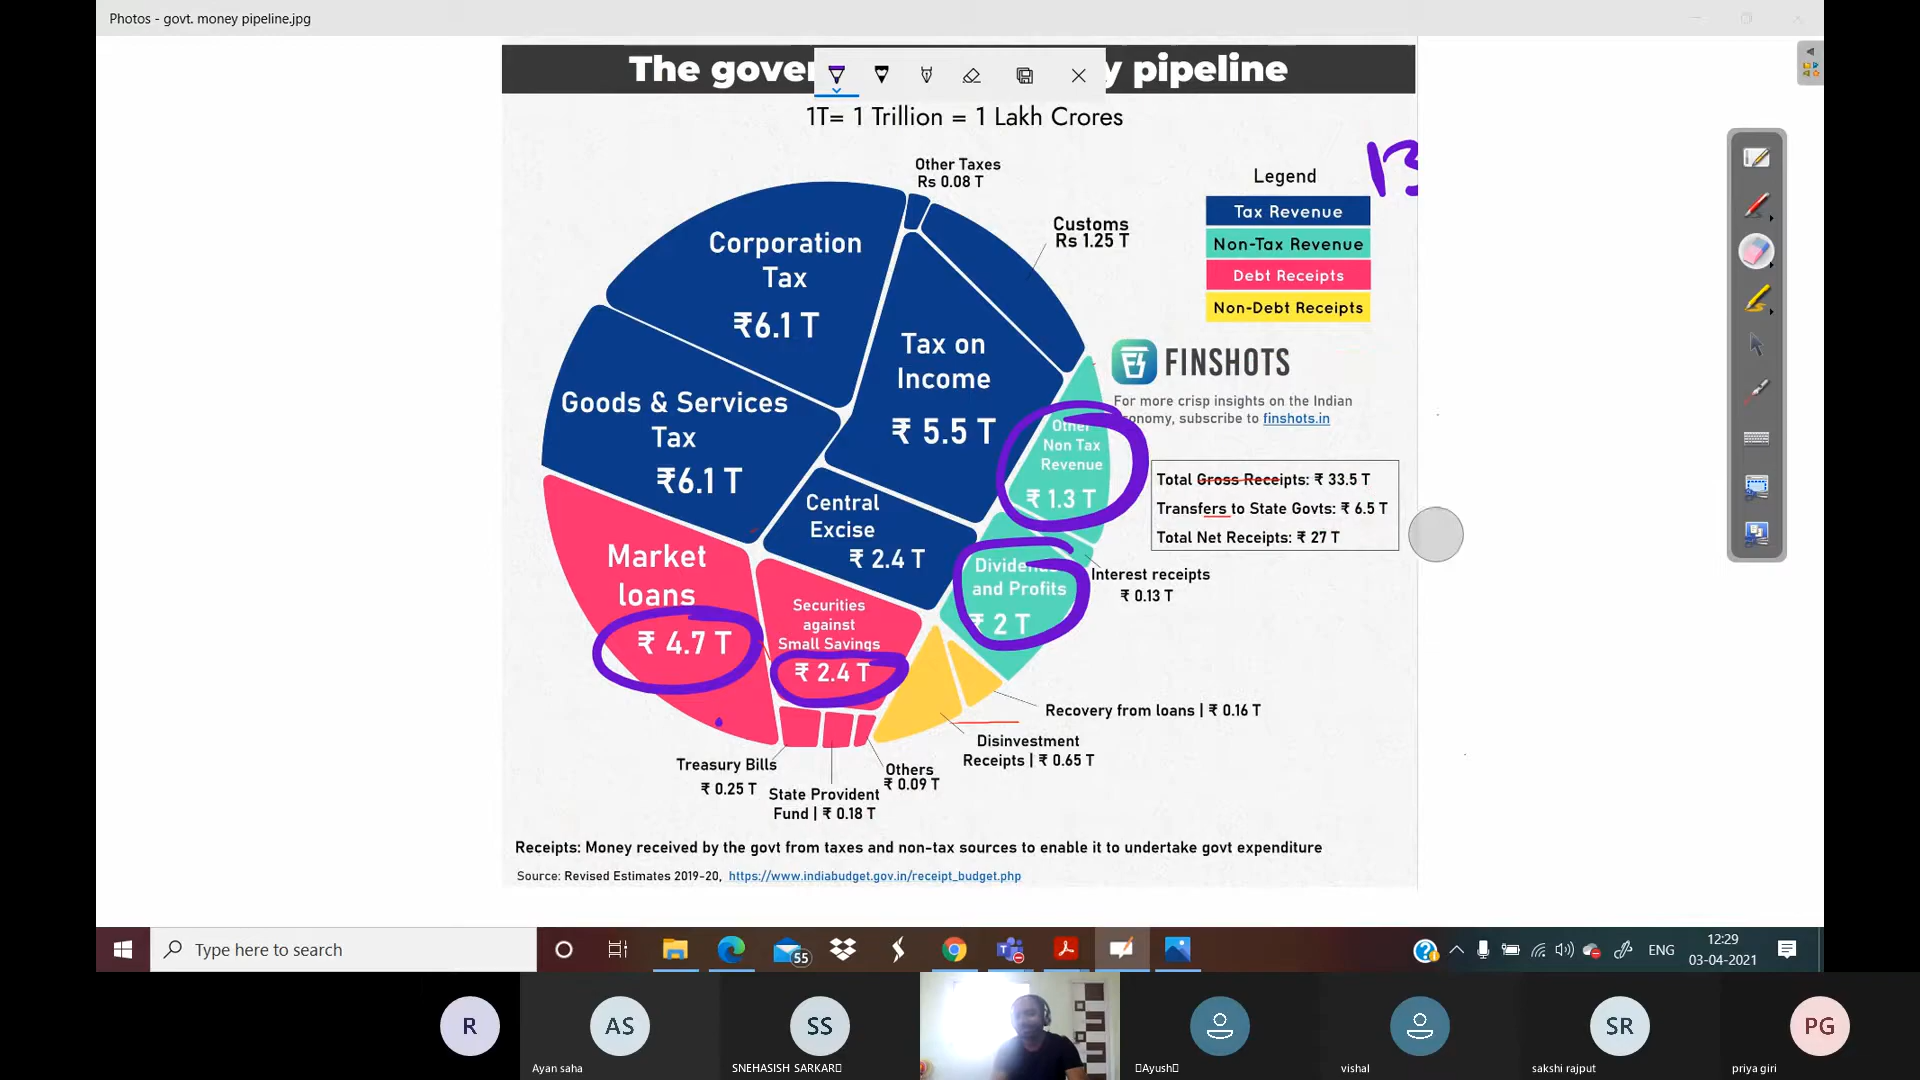 Photos - govt. money pipeline.jpg
The gover y pipeline
1T= 1 Trillion = 1 Lakh Crores
Other Taxes
Rs 0.08 T
Customs
Rs 1.25 T
Legend
Tax Revenue
Non-Tax Revenue
Debt Receipts
Non-Debt Receipts
13
Corporation
Tax
₹6.1 T
Tax on
Income
₹ 5.5 T
Goods & Services
Tax
₹6.1 T
FINSHOTS
For more crisp insights on the Indian
onomy, subscribe to finshots.in
Other
Non Tax
Revenue
₹ 1.3 T
Total Gross Receipts: ₹ 33.5 T
Transfers to State Govts: ₹ 6.5 T
Total Net Receipts: ₹ 27 T
Central
Excise
₹ 2.4 T
Dividends
and Profits
₹ 2 T
Interest receipts
₹ 0.13 T
Market
loans
₹ 4.7 T
Securities
against
Small Savings
₹ 2.4 T
Recovery from loans | ₹ 0.16 T
Disinvestment
Receipts | ₹ 0.65 T
Treasury Bills
₹ 0.25 T
State Provident
Fund | ₹ 0.18 T
Others
₹ 0.09 T
Receipts: Money received by the govt from taxes and non-tax sources to enable it to undertake govt expenditure
Source: Revised Estimates 2019-20, https://www.indiabudget.gov.in/receipt_budget.php
Type here to search
55
ENG
12:29
03-04-2021
R
AS
SS
SR
PG
Ayan saha
SNEHASISH SARKAR
Ayush
vishal
sakshi rajput
priya giri